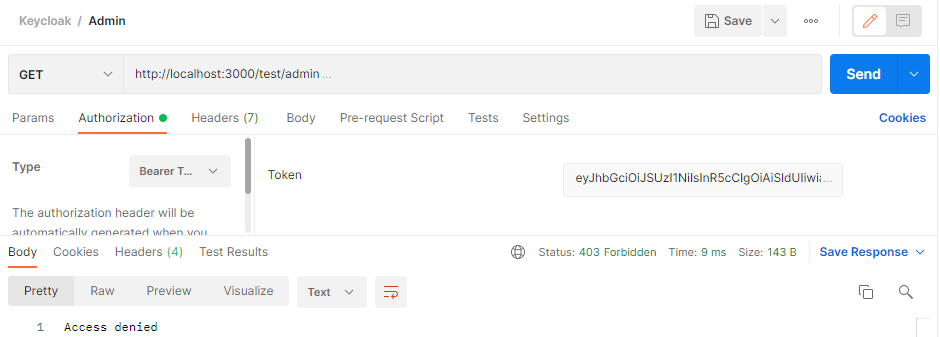 Keycloak / Admin
Save
GET
http://localhost:3000/test/admin ...
Send
Params Authorization Headers (7) Body Pre-request Script Tests Settings Cookies
Type
Bearer T...
Token
eyJhbGciOiJSUzI1NiIsInR5cCIgOiAiSldUIiwia...
The authorization header will be
automatically generated when you
Body Cookies Headers (4) Test Results
Status: 403 Forbidden Time: 9 ms Size: 143 B Save Response
Pretty Raw Preview Visualize Text
1 Access denied